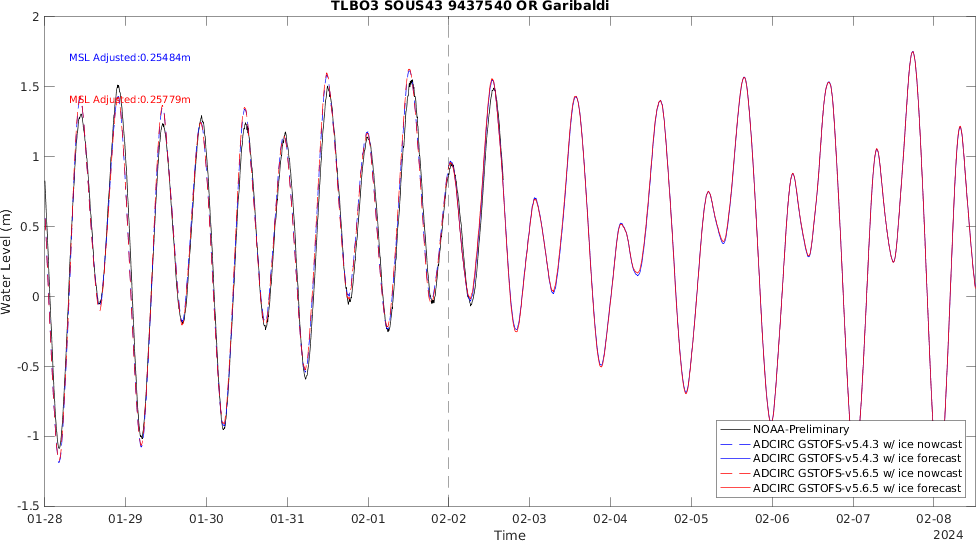 TLBO3 SOUS43 9437540 OR Garibaldi
MSL Adjusted:0.25484m
MSL Adjusted:0.25779m
Water Level (m)
2
1.5
1
0.5
0
-0.5
-1
-1.5
NOAA-Preliminary
ADCIRC GSTOFS-v5.4.3 w/ ice nowcast
ADCIRC GSTOFS-v5.4.3 w/ ice forecast
ADCIRC GSTOFS-v5.6.5 w/ ice nowcast
ADCIRC GSTOFS-v5.6.5 w/ ice forecast
01-28 01-29 01-30 01-31 02-01 02-02 02-03 02-04 02-05 02-06 02-07 02-08
Time
2024